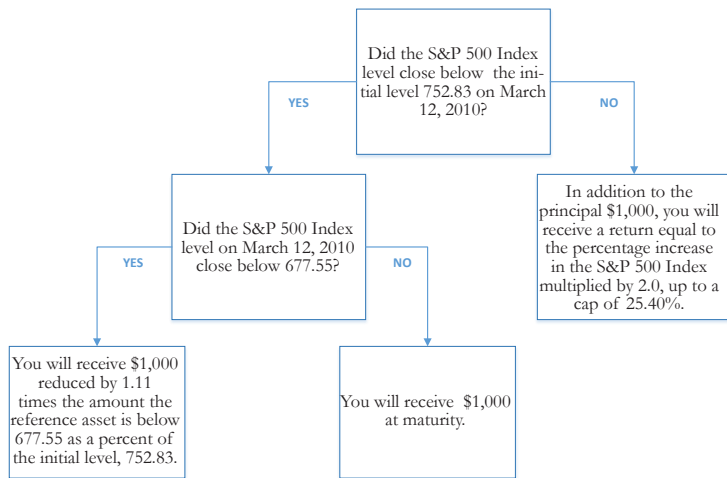 Did the S&P 500 Index
level close below the ini-
tial level 752.83 on March
12, 2010?
YES
NO
Did the S&P 500 Index
level on March 12, 2010
close below 677.55?
In addition to the
principal $1,000, you will
receive a return equal to
the percentage increase
in the S&P 500 Index
multiplied by 2.0, up to a
cap of 25.40%.
YES
NO
You will receive $1,000
reduced by 1.11
times the amount the
reference asset is below
677.55 as a percent of
the initial level, 752.83.
You will receive $1,000
at maturity.